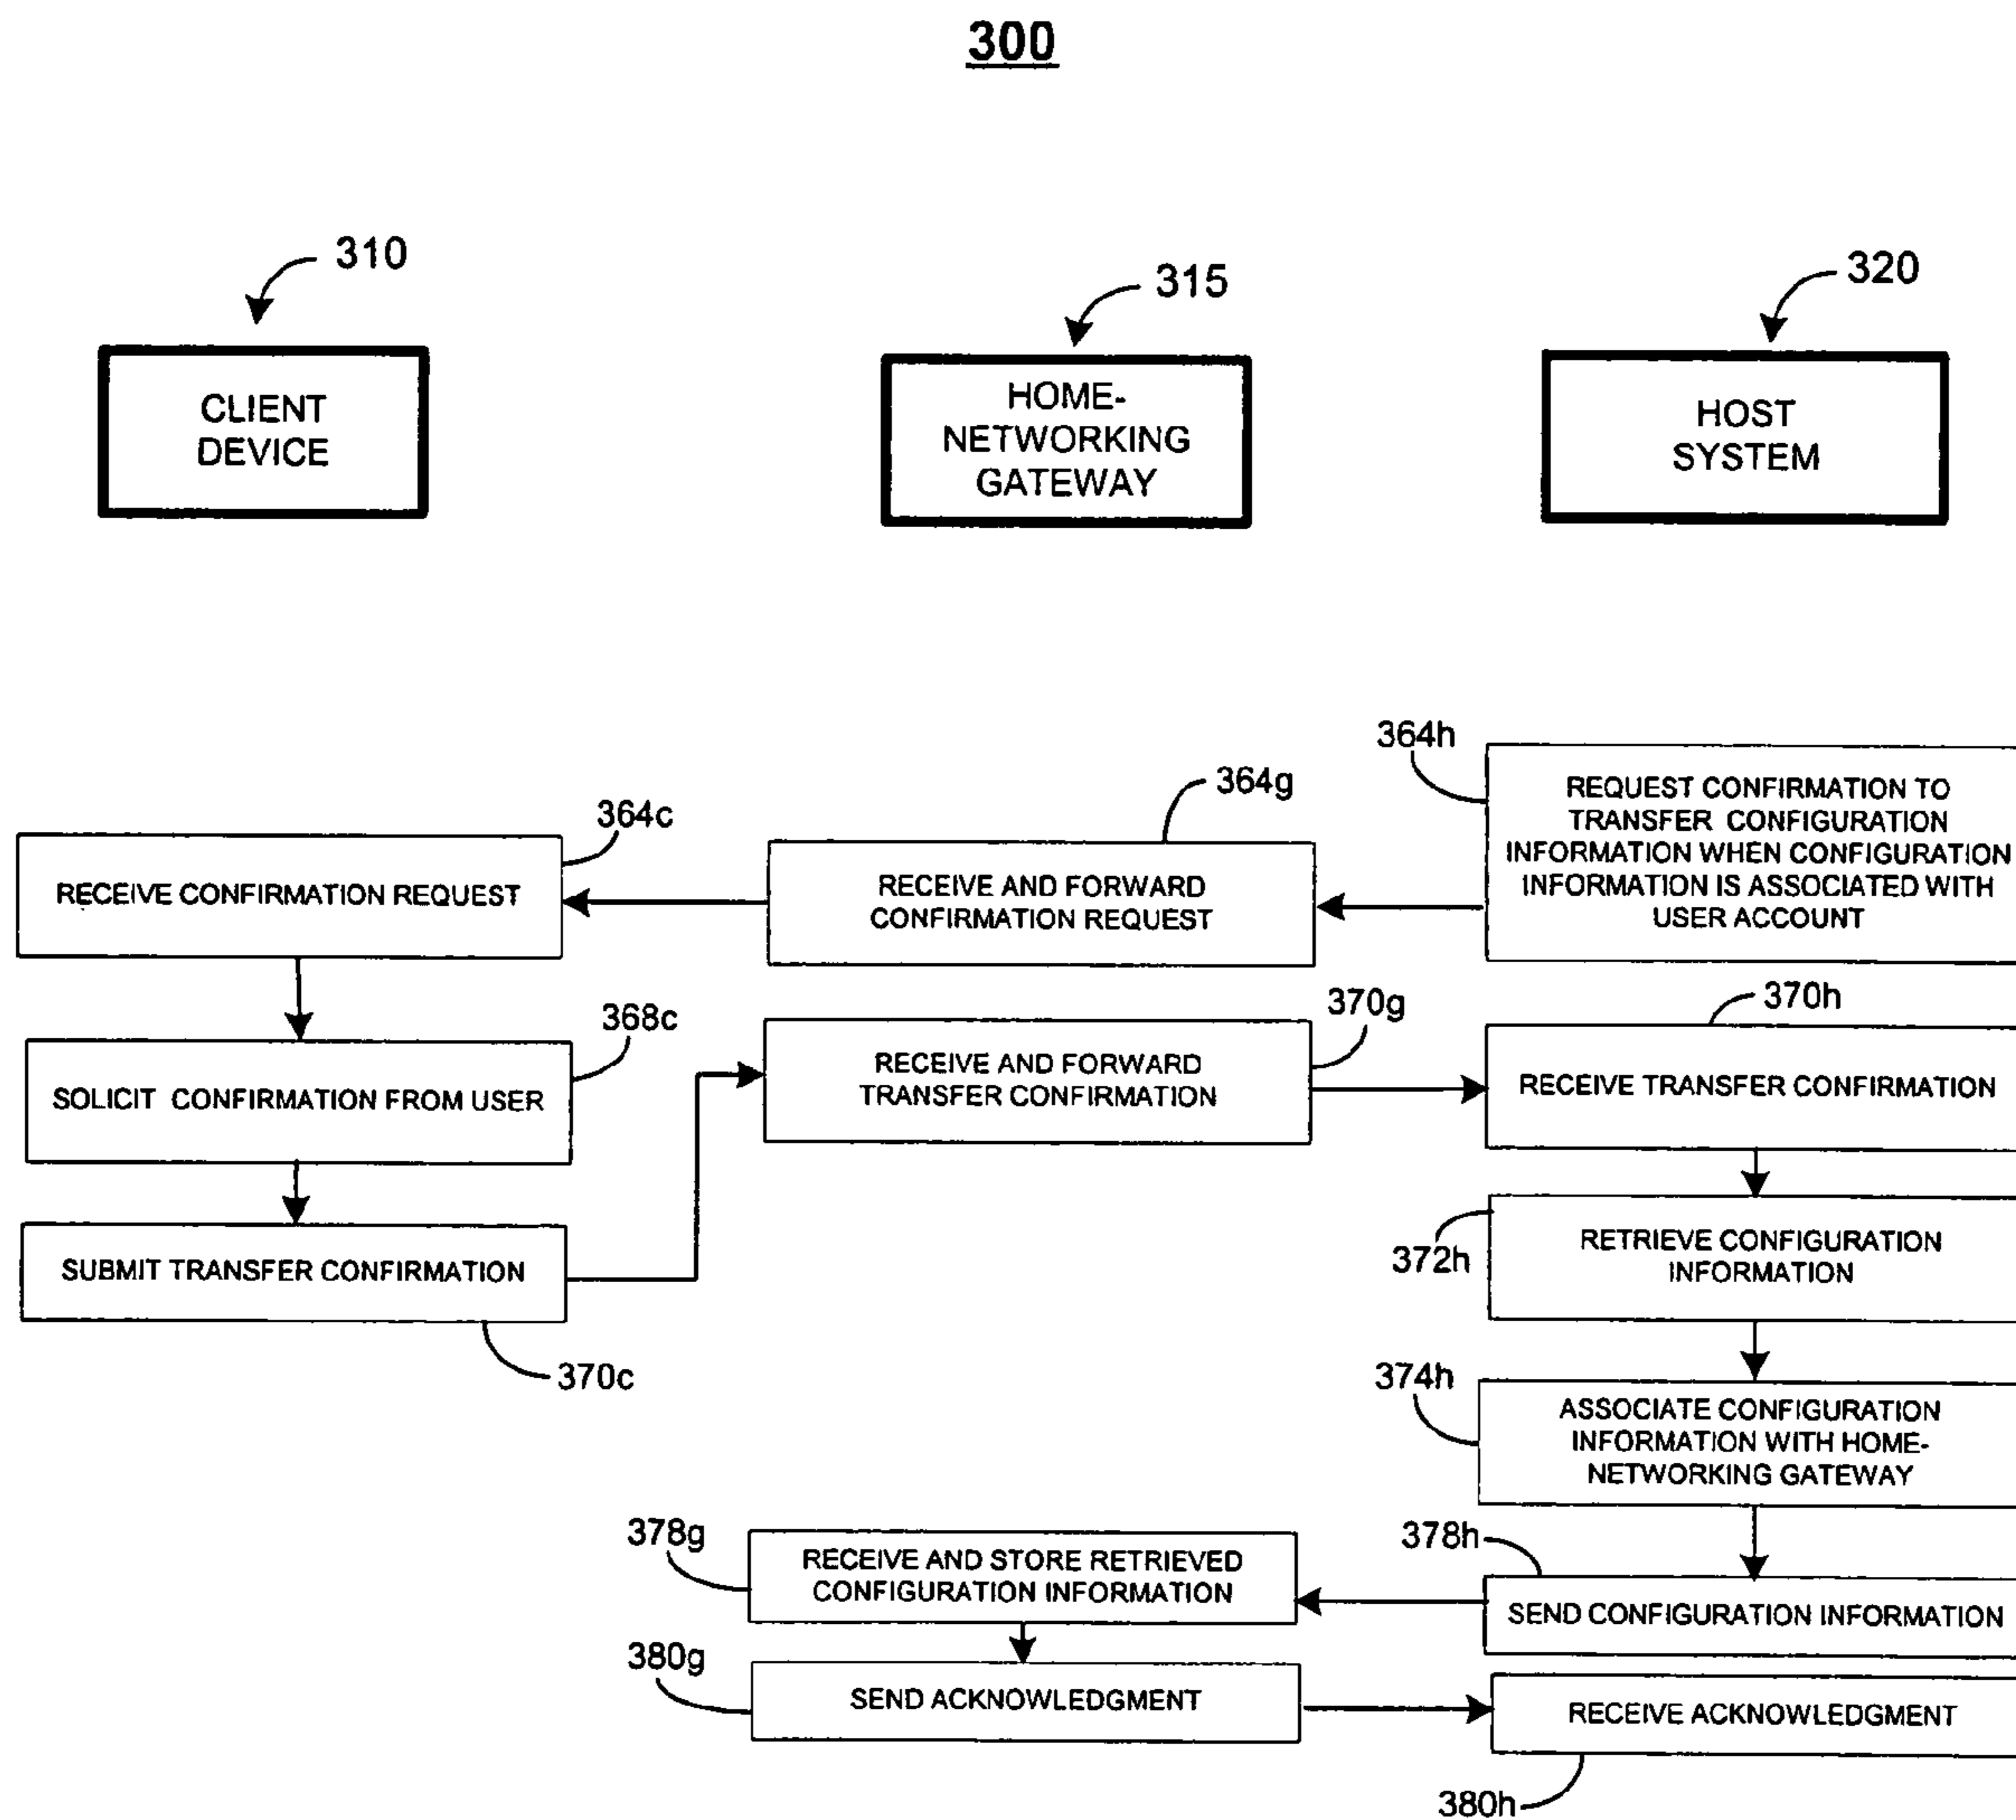 300
310
315
320
CLIENT
DEVICE
HOME-
NETWORKING
GATEWAY
HOST
SYSTEM
364h
REQUEST CONFIRMATION TO
TRANSFER CONFIGURATION
INFORMATION WHEN CONFIGURATION
INFORMATION IS ASSOCIATED WITH
USER ACCOUNT
364g
RECEIVE AND FORWARD
CONFIRMATION REQUEST
364c
RECEIVE CONFIRMATION REQUEST
368c
SOLICIT CONFIRMATION FROM USER
370g
RECEIVE AND FORWARD
TRANSFER CONFIRMATION
370h
RECEIVE TRANSFER CONFIRMATION
SUBMIT TRANSFER CONFIRMATION
370c
372h
RETRIEVE CONFIGURATION
INFORMATION
374h
ASSOCIATE CONFIGURATION
INFORMATION WITH HOME-
NETWORKING GATEWAY
378g
RECEIVE AND STORE RETRIEVED
CONFIGURATION INFORMATION
378h
SEND CONFIGURATION INFORMATION
380g
SEND ACKNOWLEDGMENT
RECEIVE ACKNOWLEDGMENT
380h